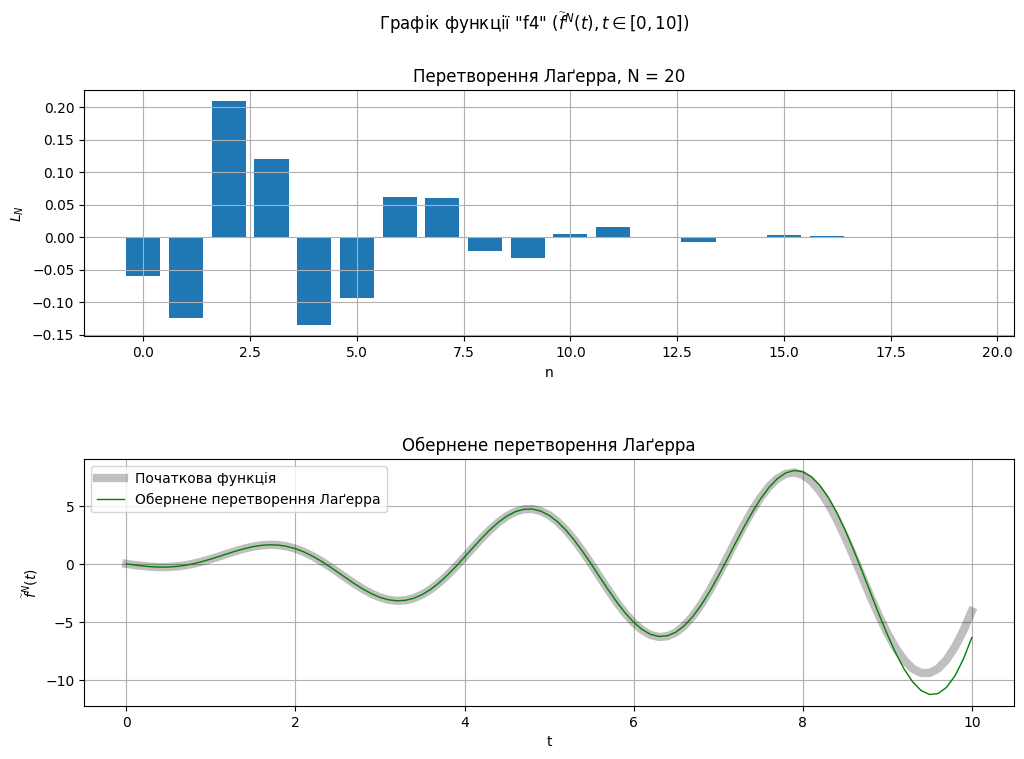 Графік функції "f4" ($\tilde{f}^N(t), t \in [0, 10]$)
Перетворення Лаґерра, N = 20
0.20
0.15
0.10
0.05
0.00
−0.05
−0.10
−0.15
$L_N$
0.0 2.5 5.0 7.5 10.0 12.5 15.0 17.5 20.0
n
Обернене перетворення Лаґерра
Початкова функція
Обернене перетворення Лаґерра
5
0
−5
−10
$\tilde{f}^N(t)$
0 2 4 6 8 10
t